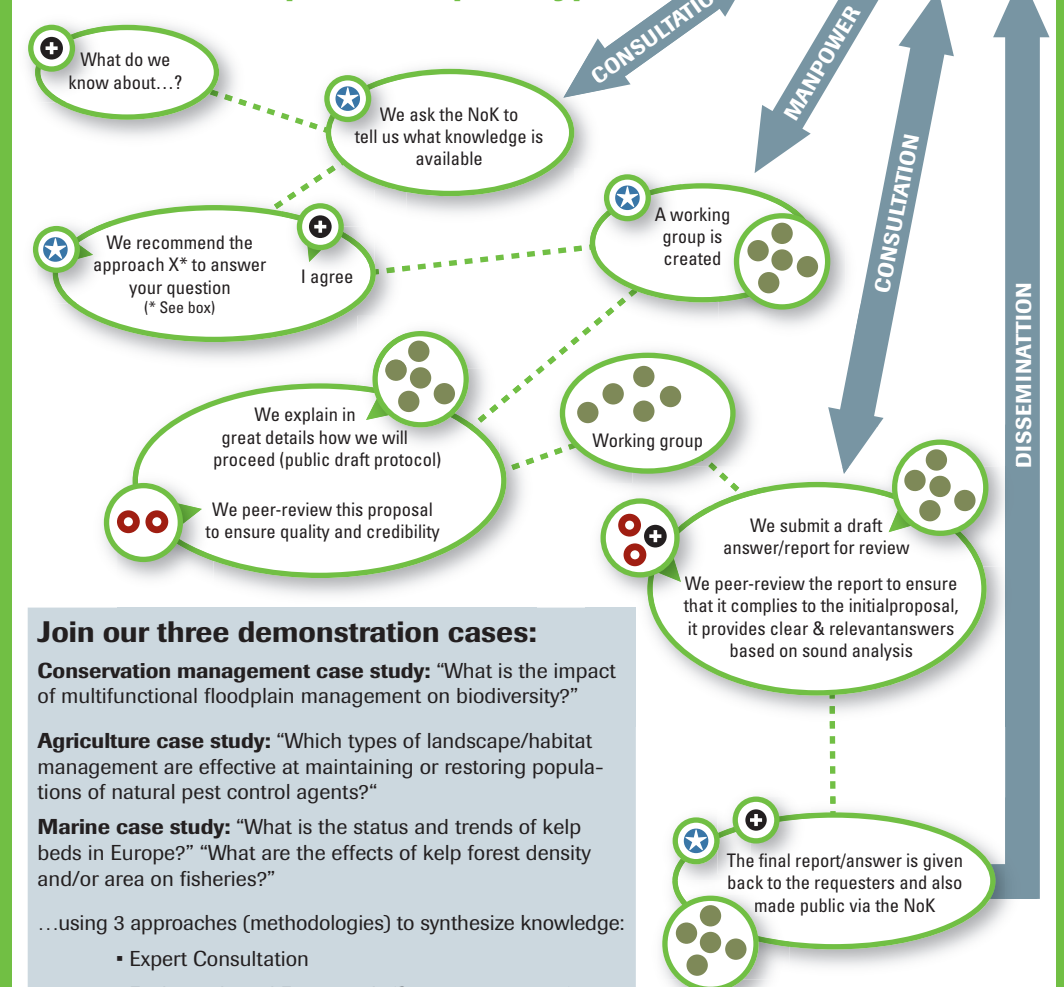 What do we
know about…?
CONSULTATION
MANPOWER
We ask the NoK to
tell us what knowledge is
available
CONSULTATION
DISSEMINATTION
We recommend the
approach X* to answer
your question
(* See box)
I agree
A working
group is
created
We explain in
great details how we will
proceed (public draft protocol)
We peer-review this proposal
to ensure quality and credibility
Working group
We submit a draft
answer/report for review
We peer-review the report to ensure
that it complies to the initialproposal,
it provides clear & relevantanswers
based on sound analysis
The final report/answer is given
back to the requesters and also
made public via the NoK
Join our three demonstration cases:
Conservation management case study: “What is the impact
of multifunctional floodplain management on biodiversity?”
Agriculture case study: “Which types of landscape/habitat
management are effective at maintaining or restoring popula-
tions of natural pest control agents?“
Marine case study: “What is the status and trends of kelp
beds in Europe?” “What are the effects of kelp forest density
and/or area on fisheries?”
…using 3 approaches (methodologies) to synthesize knowledge:
▪ Expert Consultation